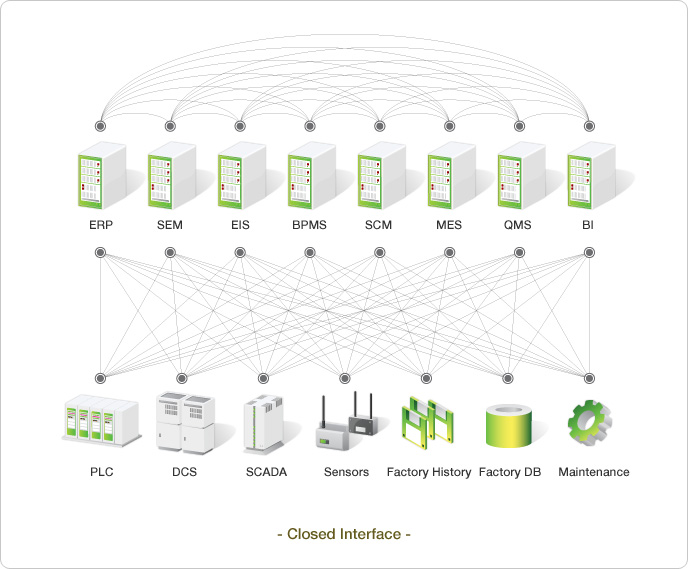 ERP SEM EIS BPMS SCM MES QMS BI
PLC DCS SCADA Sensors Factory History Factory DB Maintenance
- Closed Interface -